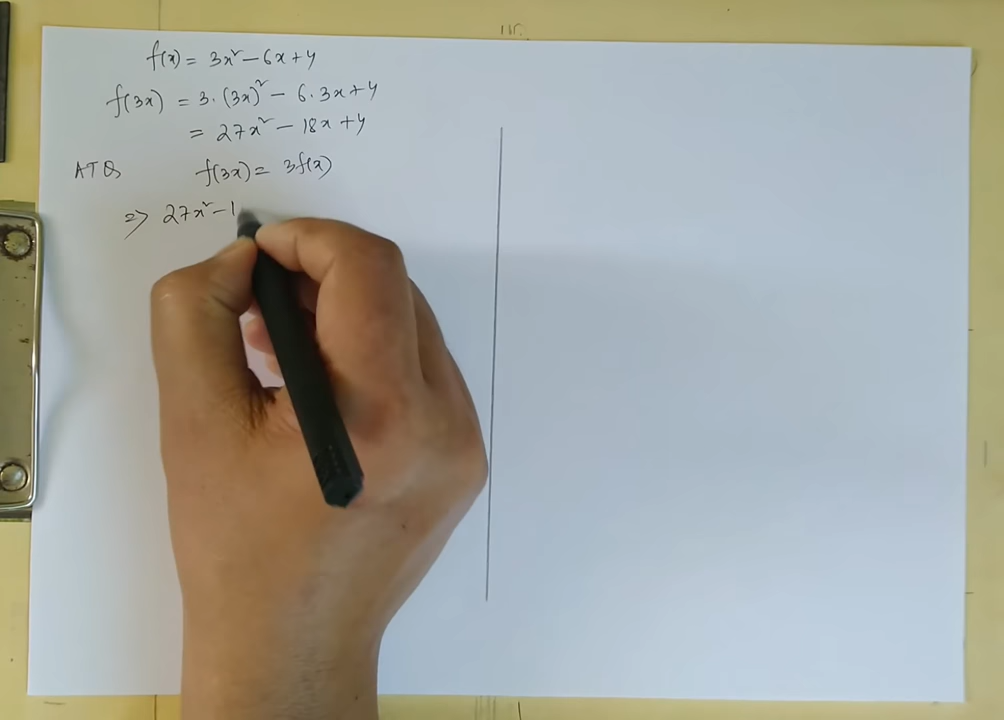 f(x) = 3x² - 6x + 4
f(3x) = 3·(3x)² - 6·3x + 4
= 27x² - 18x + 4
ATQ f(3x) = 3f(x)
=> 27x² - 1